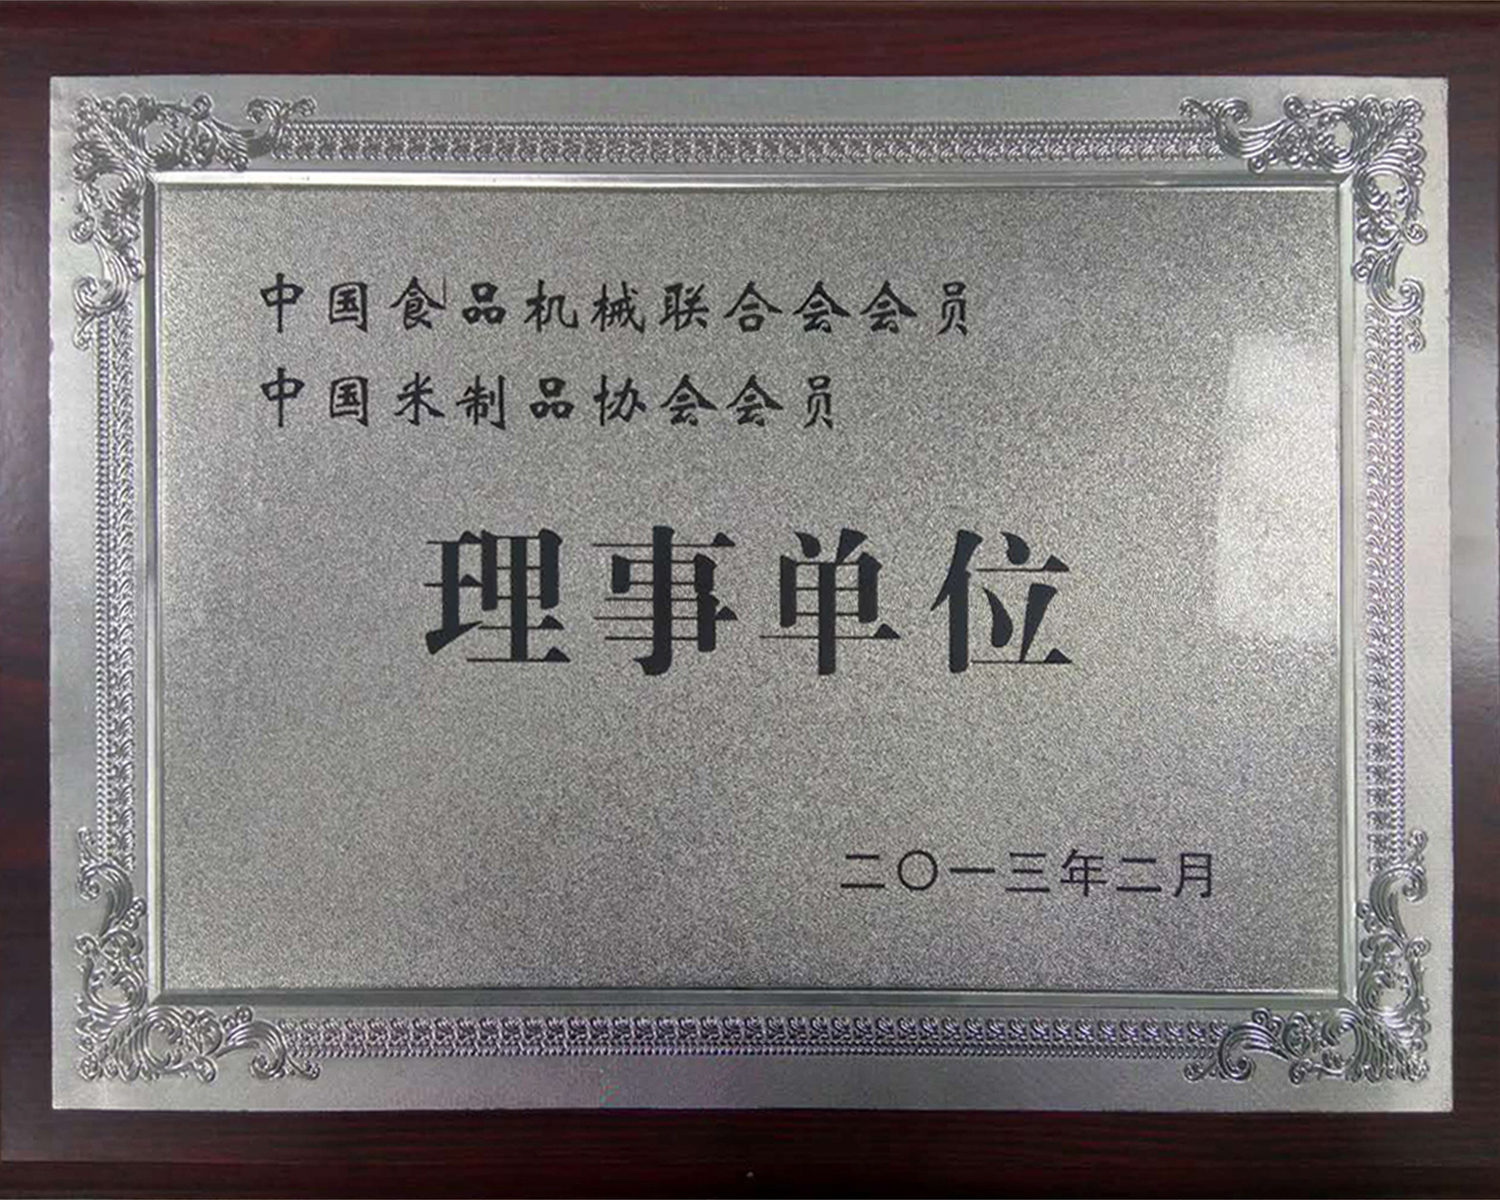 中国食品机械联合会会员
中国米制品协会会员
理事单位
二〇一三年二月